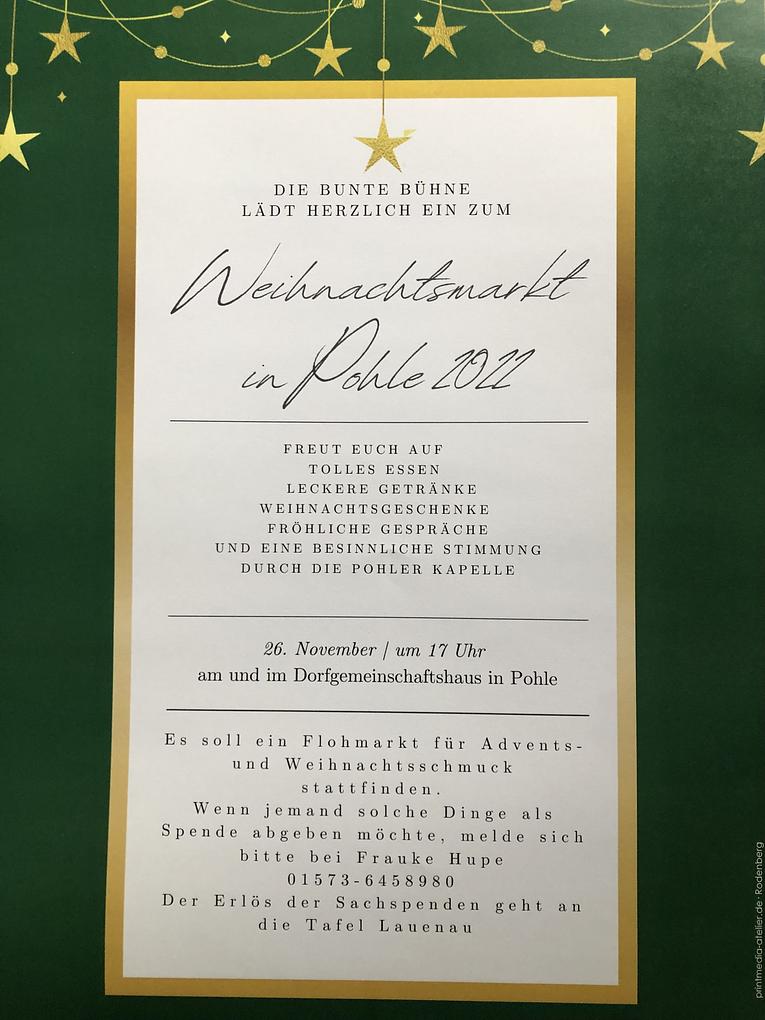 DIE BUNTE BÜHNE
LÄDT HERZLICH EIN ZUM
Weihnachtsmarkt
in Pohle 2022
FREUT EUCH AUF
TOLLES ESSEN
LECKERE GETRÄNKE
WEIHNACHTSGESCHENKE
FRÖHLICHE GESPRÄCHE
UND EINE BESINNLICHE STIMMUNG
DURCH DIE POHLER KAPELLE
26. November | um 17 Uhr
am und im Dorfgemeinschaftshaus in Pohle
Es soll ein Flohmarkt für Advents-
und Weihnachtsschmuck
stattfinden.
Wenn jemand solche Dinge als
Spende abgeben möchte, melde sich
bitte bei Frauke Hupe
01573-6458980
Der Erlös der Sachspenden geht an
die Tafel Lauenau
printmedia-atelier.de · Rodenberg